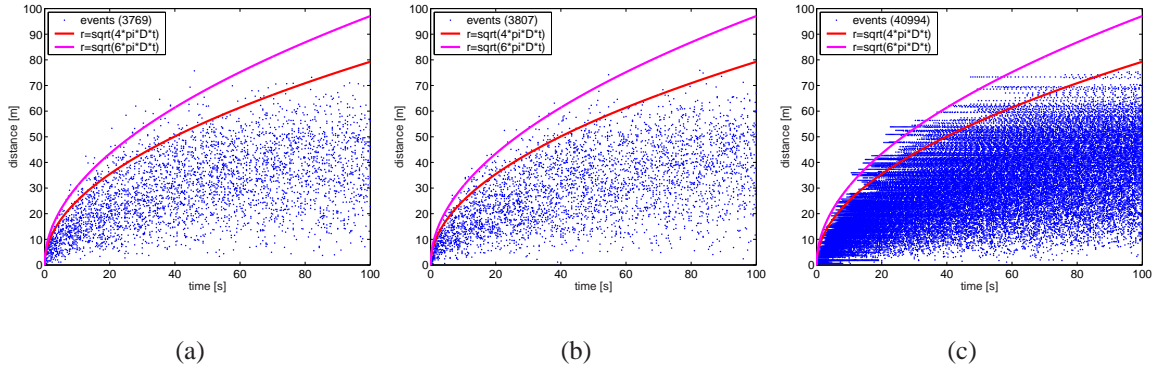 100
90
80
70
60
50
40
30
20
10
0
distance [m]
events (3769)
r=sqrt(4*pi*D*t)
r=sqrt(6*pi*D*t)
0 20 40 60 80 100
time [s]
(a)
100
90
80
70
60
50
40
30
20
10
0
distance [m]
events (3807)
r=sqrt(4*pi*D*t)
r=sqrt(6*pi*D*t)
0 20 40 60 80 100
time [s]
(b)
100
90
80
70
60
50
40
30
20
10
0
distance [m]
events (40994)
r=sqrt(4*pi*D*t)
r=sqrt(6*pi*D*t)
0 20 40 60 80 100
time [s]
(c)